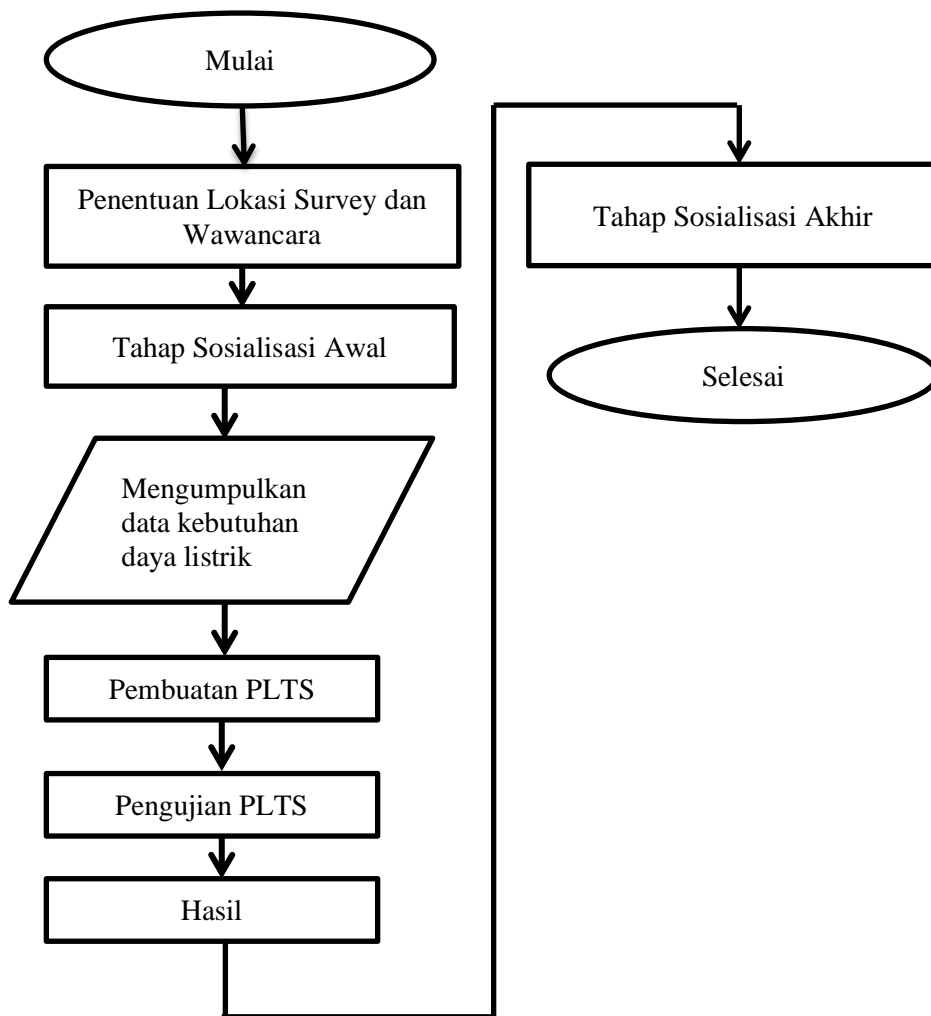 Mulai
Penentuan Lokasi Survey dan
Wawancara
Tahap Sosialisasi Awal
Mengumpulkan
data kebutuhan
daya listrik
Pembuatan PLTS
Pengujian PLTS
Hasil
Tahap Sosialisasi Akhir
Selesai